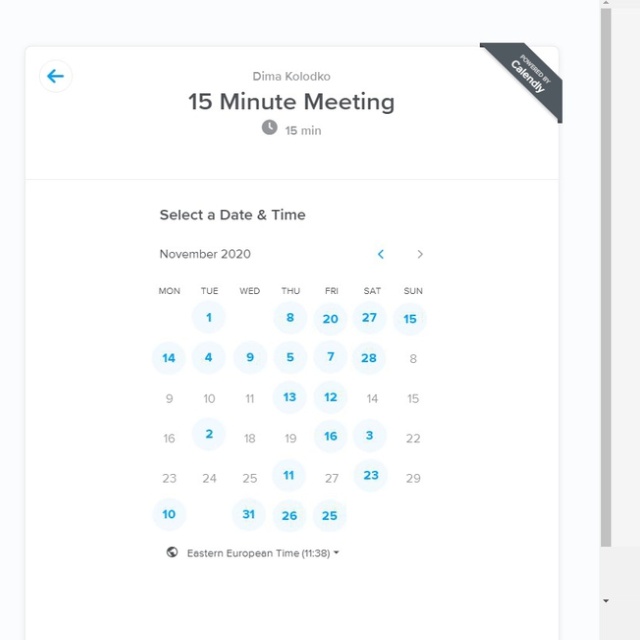 POWERED BY
Calendly
Dima Kolodko
15 Minute Meeting
15 min
Select a Date & Time
November 2020
MON TUE WED THU FRI SAT SUN
1 8 20 27 15
14 4 9 5 7 28 8
9 10 11 13 12 14 15
16 2 18 19 16 3 22
23 24 25 11 27 23 29
10 31 26 25
Eastern European Time (11:38)